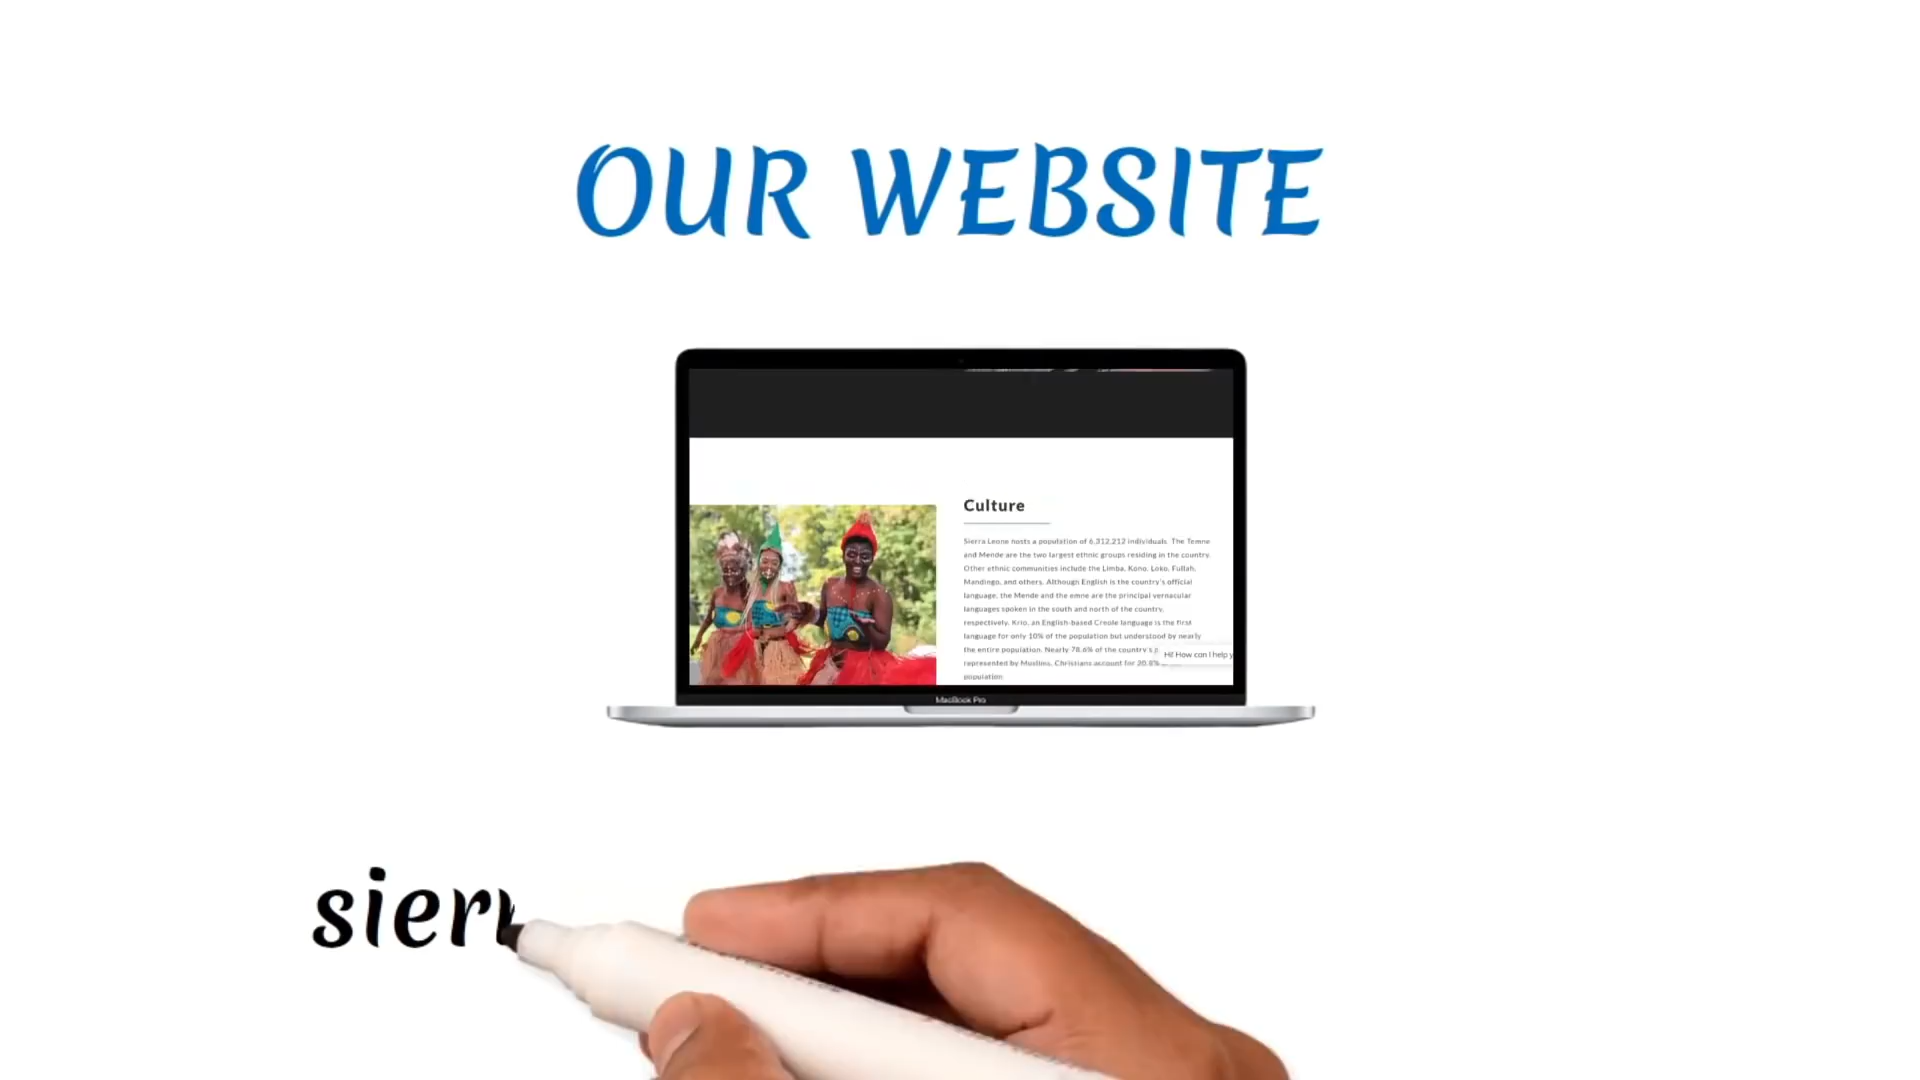 OUR WEBSITE
Culture
Sierra Leone hosts a population of 6,312,212 individuals. The Temne
and Mende are the two largest ethnic groups residing in the country.
Other ethnic communities include the Limba, Kono, Loko, Fullah,
Mandingo, and others. Although English is the country's official
language, the Mende and the emne are the principal vernacular
languages spoken in the south and north of the country,
respectively. Krio, an English-based Creole language is the first
language for only 10% of the population but understood by nearly
the entire population. Nearly 78.6% of the country's p
Hi! How can I help y
represented by Muslims, Christians account for 20.8%
population
MacBook Pro
sierr